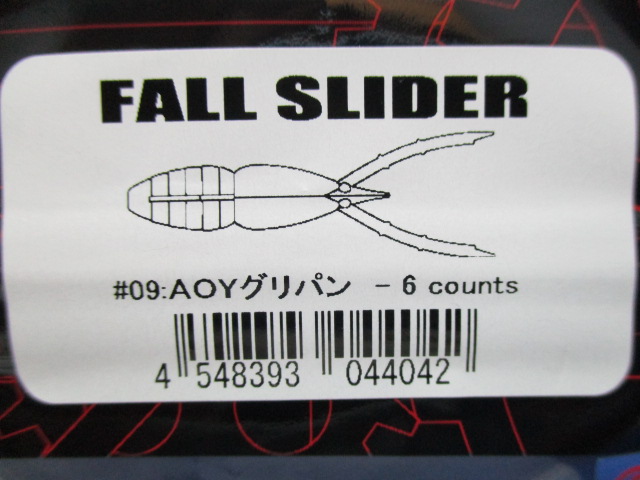 FALL SLIDER
#09:AOYグリパン - 6 counts
4 548393 044042